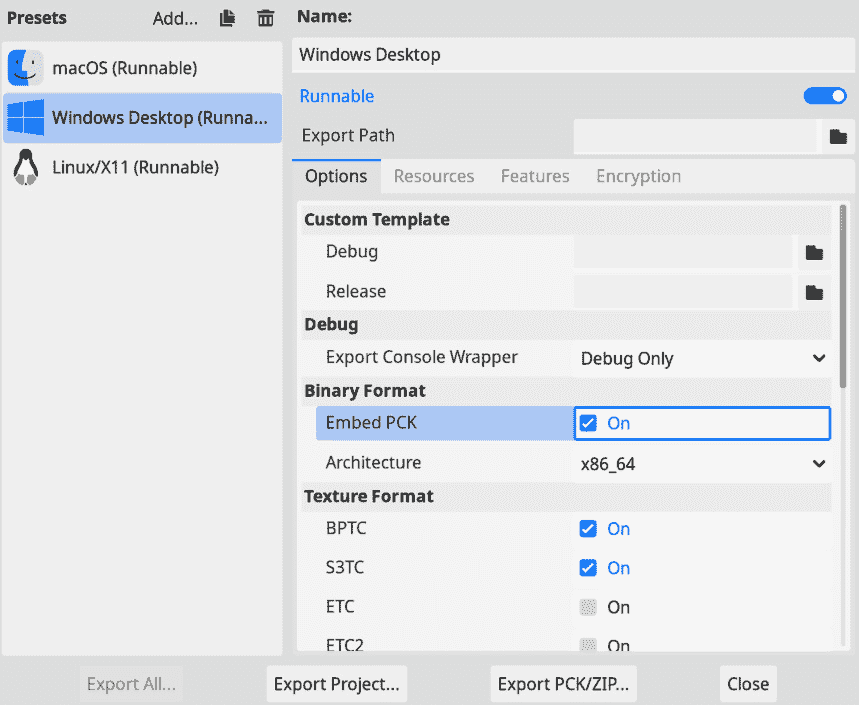 Presets Add...
macOS (Runnable)
Windows Desktop (Runna...
Linux/X11 (Runnable)
Name:
Windows Desktop
Runnable
Export Path
Options Resources Features Encryption
Custom Template
Debug
Release
Debug
Export Console Wrapper Debug Only
Binary Format
Embed PCK On
Architecture x86_64
Texture Format
BPTC On
S3TC On
ETC On
ETC2 On
Export All... Export Project... Export PCK/ZIP... Close